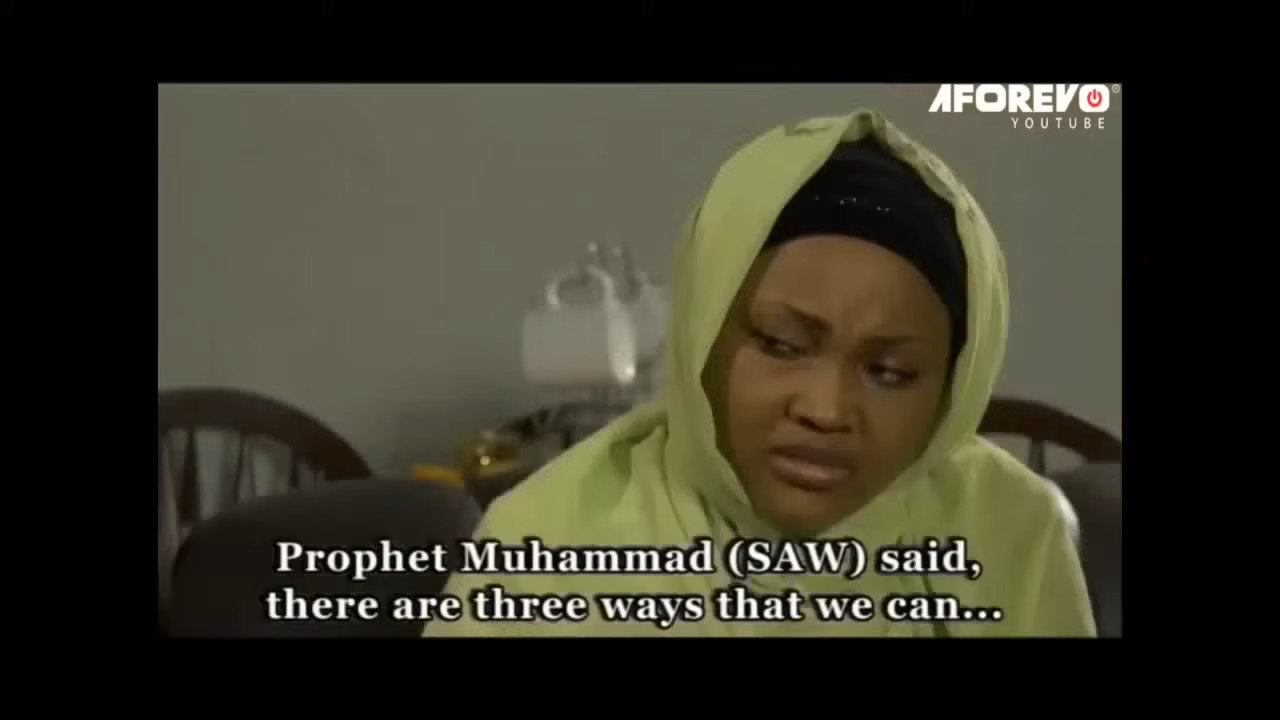 AFOREVO®
YOUTUBE
Prophet Muhammad (SAW) said,
there are three ways that we can...